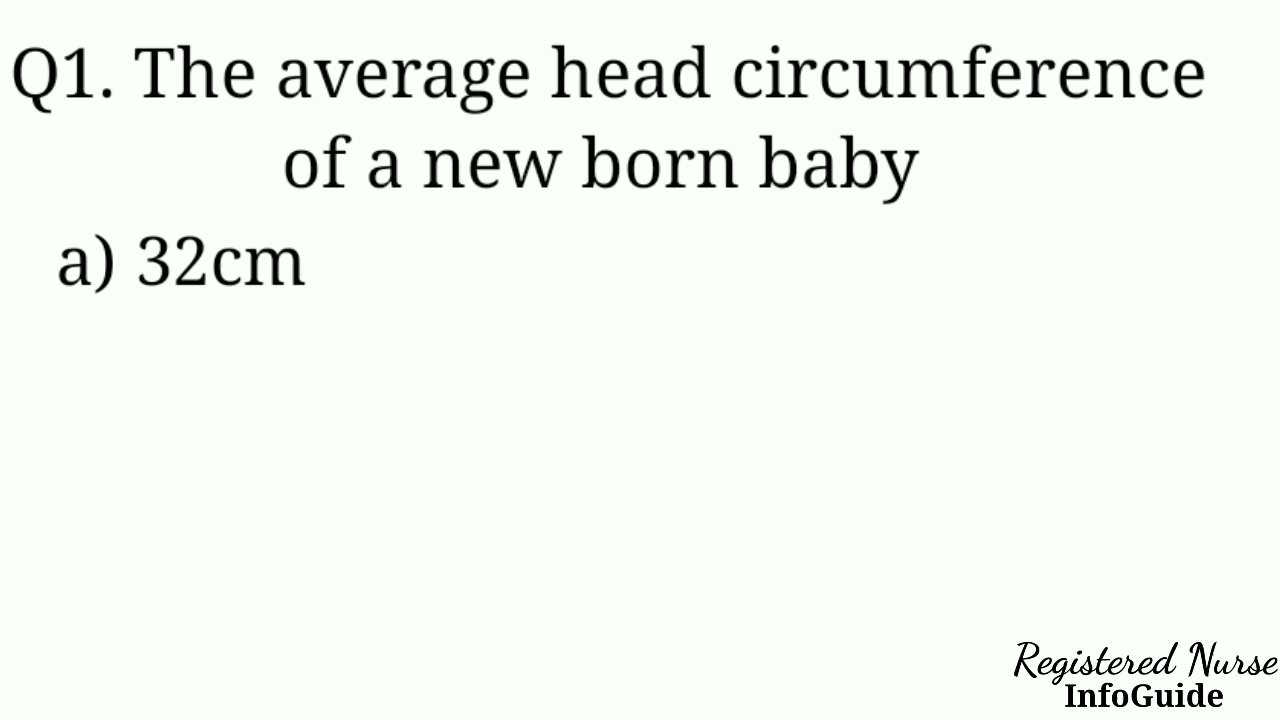 Q1. The average head circumference
of a new born baby
a) 32cm
Registered Nurse
InfoGuide